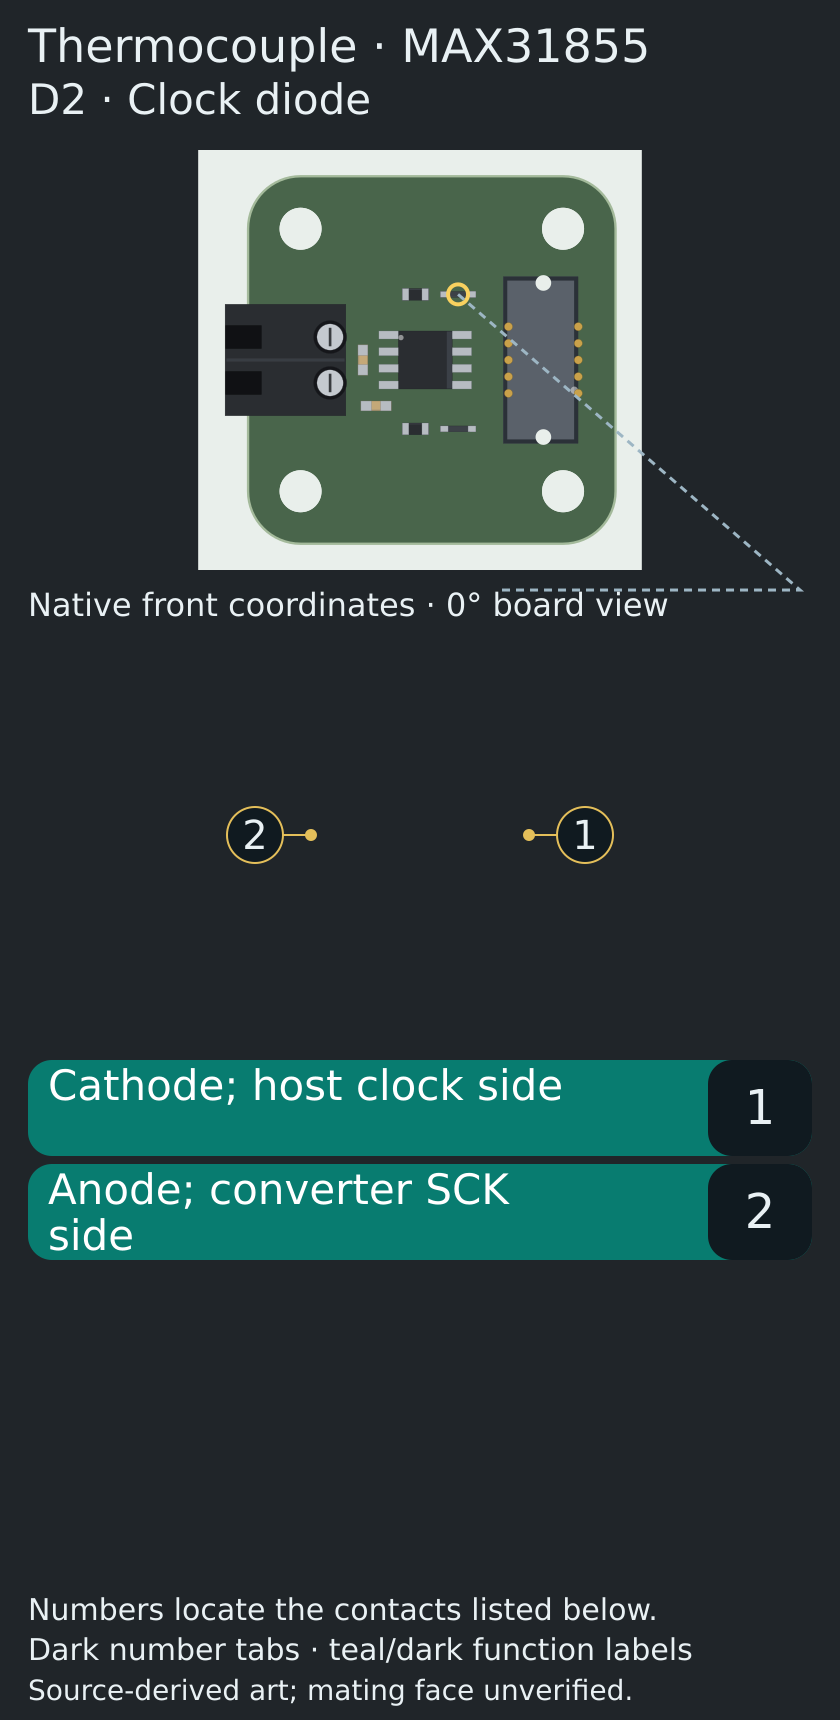 Thermocouple · MAX31855
D2 · Clock diode
Native front coordinates · 0° board view
2
1
Cathode; host clock side
1
Anode; converter SCK
side
2
Numbers locate the contacts listed below.
Dark number tabs · teal/dark function labels
Source-derived art; mating face unverified.